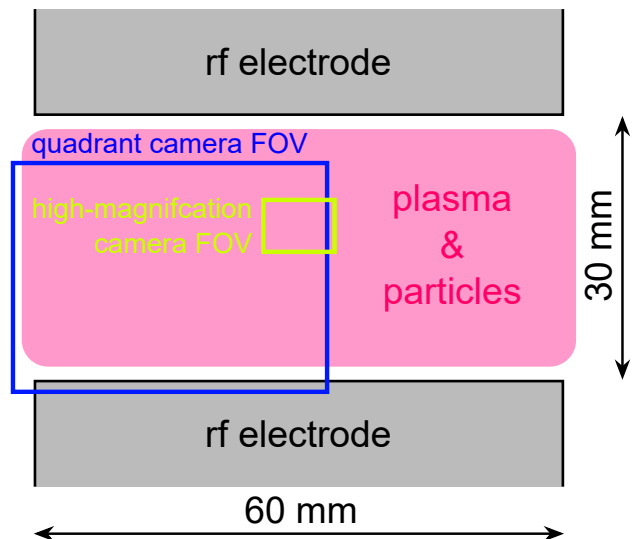 rf electrode
quadrant camera FOV
high-magnifcation
camera FOV
plasma
&
particles
30 mm
rf electrode
60 mm